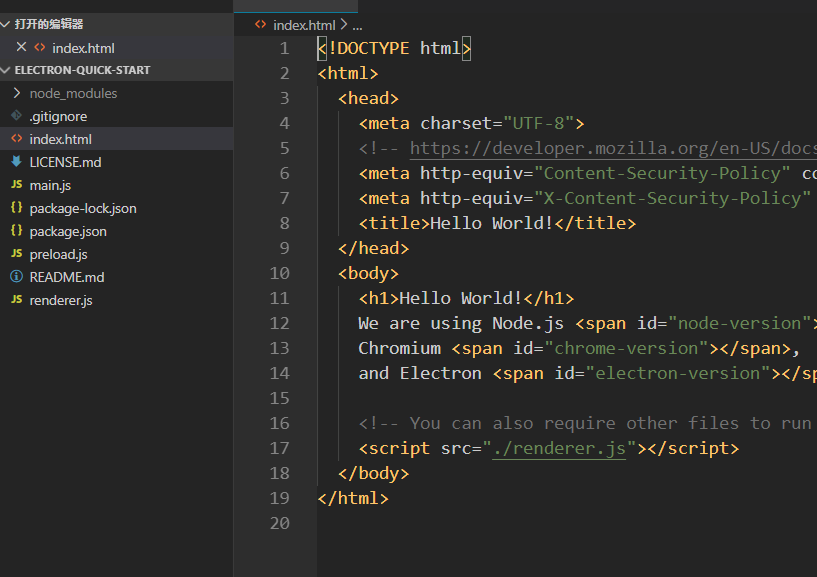 打开的编辑器
index.html
ELECTRON-QUICK-START
node_modules
.gitignore
index.html
LICENSE.md
JS main.js
{} package-lock.json
{} package.json
JS preload.js
README.md
JS renderer.js
index.html > ...
1 <!DOCTYPE html>
2 <html>
3 <head>
4 <meta charset="UTF-8">
5 <!-- https://developer.mozilla.org/en-US/docs
6 <meta http-equiv="Content-Security-Policy" co
7 <meta http-equiv="X-Content-Security-Policy"
8 <title>Hello World!</title>
9 </head>
10 <body>
11 <h1>Hello World!</h1>
12 We are using Node.js <span id="node-version">
13 Chromium <span id="chrome-version"></span>,
14 and Electron <span id="electron-version"></sp
15
16 <!-- You can also require other files to run
17 <script src="./renderer.js"></script>
18 </body>
19 </html>
20